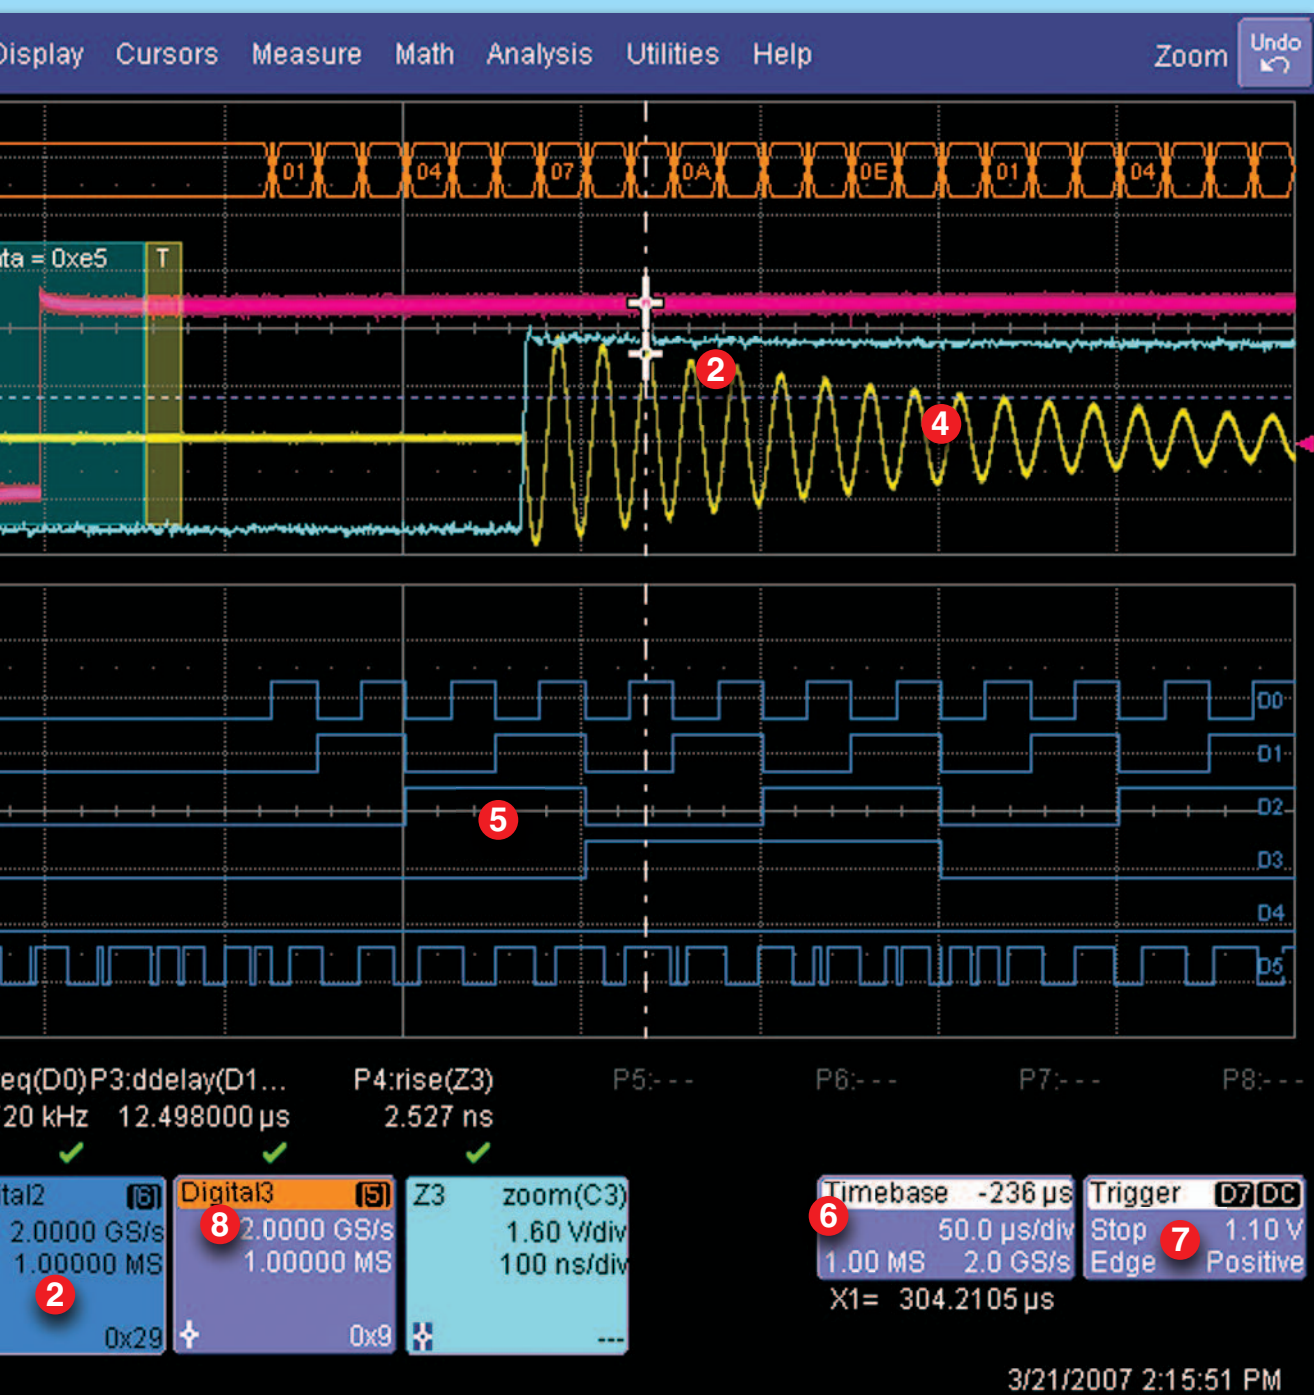 Display Cursors Measure Math Analysis Utilities Help Zoom Undo
01 04 07 0A 0E 01 04
ata = 0xe5 T
2
4
D0
D1
5 D2
D3
D4
D5
req(D0) P3:ddelay(D1... P4:rise(Z3) P5:- - - P6:- - - P7:- - - P8:- - -
20 kHz 12.498000 µs 2.527 ns
ital2 [6] Digital3 [5] Z3 zoom(C3) Timebase -236 µs Trigger D7 DC
2.0000 GS/s 8 2.0000 GS/s 1.60 V/div 6 50.0 µs/div Stop 7 1.10 V
1.00000 MS 1.00000 MS 100 ns/div 1.00 MS 2.0 GS/s Edge Positive
2 X1= 304.2105 µs
0x29 0x9 ---
3/21/2007 2:15:51 PM